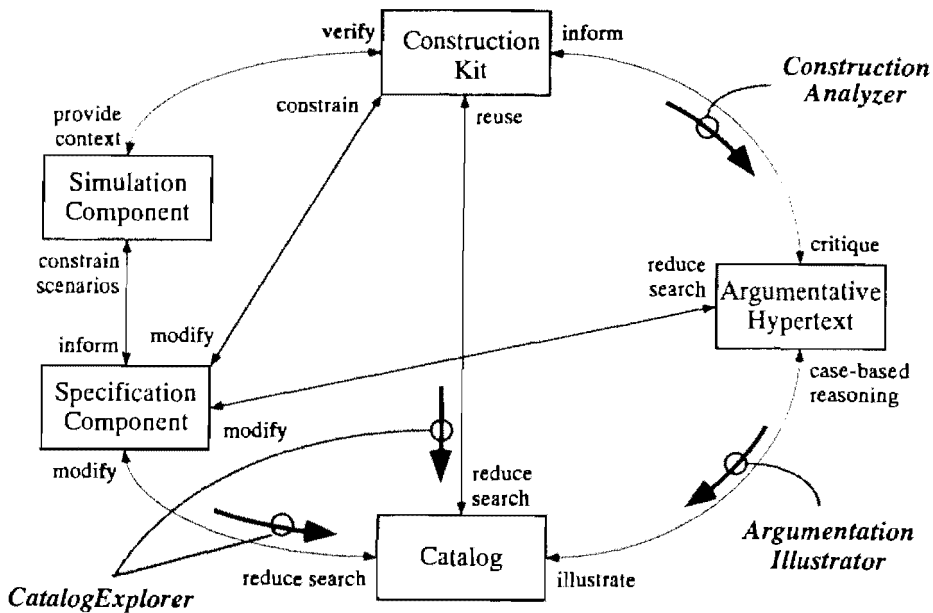 verify
Construction
Kit
inform
Construction
Analyzer
constrain
reuse
provide
context
Simulation
Component
critique
constrain
scenarios
reduce
search
Argumentative
Hypertext
inform
modify
case-based
reasoning
Specification
Component
modify
modify
reduce
search
Argumentation
Illustrator
Catalog
reduce search
illustrate
CatalogExplorer